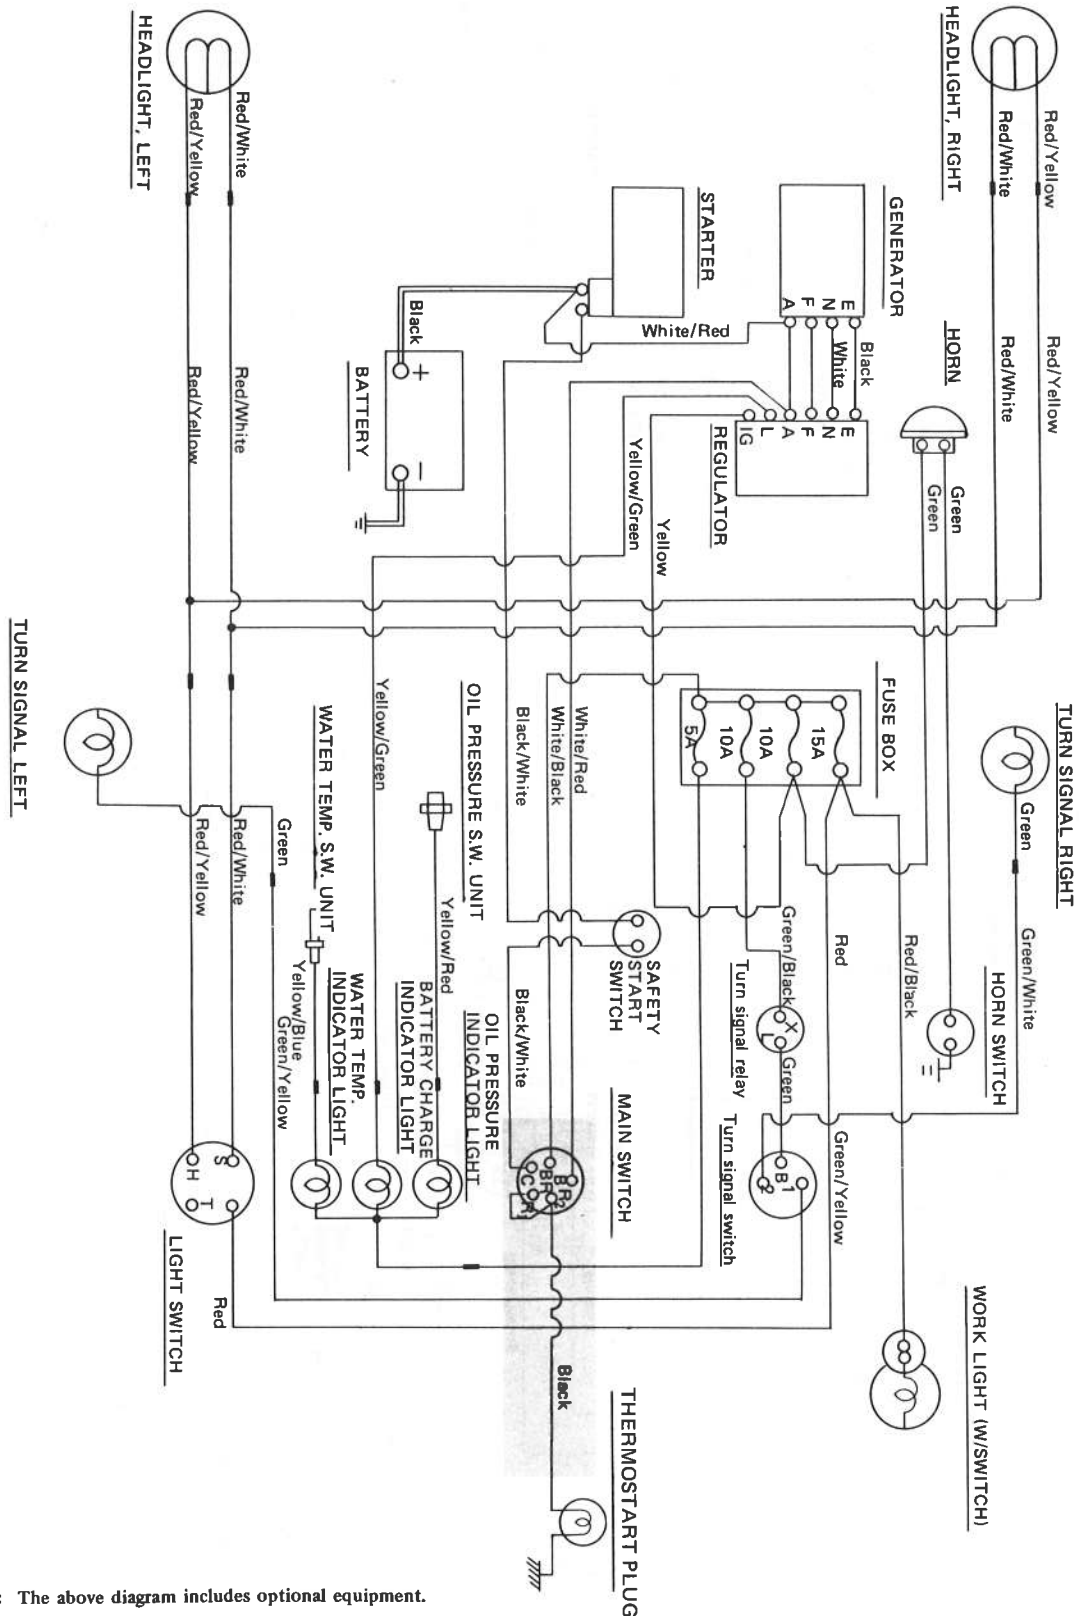 HEADLIGHT, LEFT
Red/White
Red/Yellow
Red/White
Red/Yellow
HEADLIGHT, RIGHT
Red/Yellow
Red/White
Red/Yellow
Red/White
STARTER
GENERATOR
E
N
F
A
White/Red
Black
White
HORN
Green
Green
Black
BATTERY
+
−
REGULATOR
E
N
F
A
L
IG
Yellow/Green
Yellow
TURN SIGNAL LEFT
Green
Red/White
Red/Yellow
WATER TEMP. S.W. UNIT
Yellow/Green
OIL PRESSURE S.W. UNIT
Black/White
White/Red
White/Black
FUSE BOX
15A
10A
10A
5A
TURN SIGNAL RIGHT
Green
Green/White
Yellow/Red
Yellow/Blue
Green/Yellow
WATER TEMP.
INDICATOR LIGHT
BATTERY CHARGE
INDICATOR LIGHT
OIL PRESSURE
INDICATOR LIGHT
Black/White
SAFETY
START
SWITCH
Green/Black
Red
Red/Black
HORN SWITCH
X
L
Turn signal relay
Green
Turn signal switch
B
1
2
Green/Yellow
MAIN SWITCH
B
R2
BR
C
R1
S
H
T
LIGHT SWITCH
Red
Black
THERMOSTART PLUG
WORK LIGHT (W/SWITCH)
: The above diagram includes optional equipment.